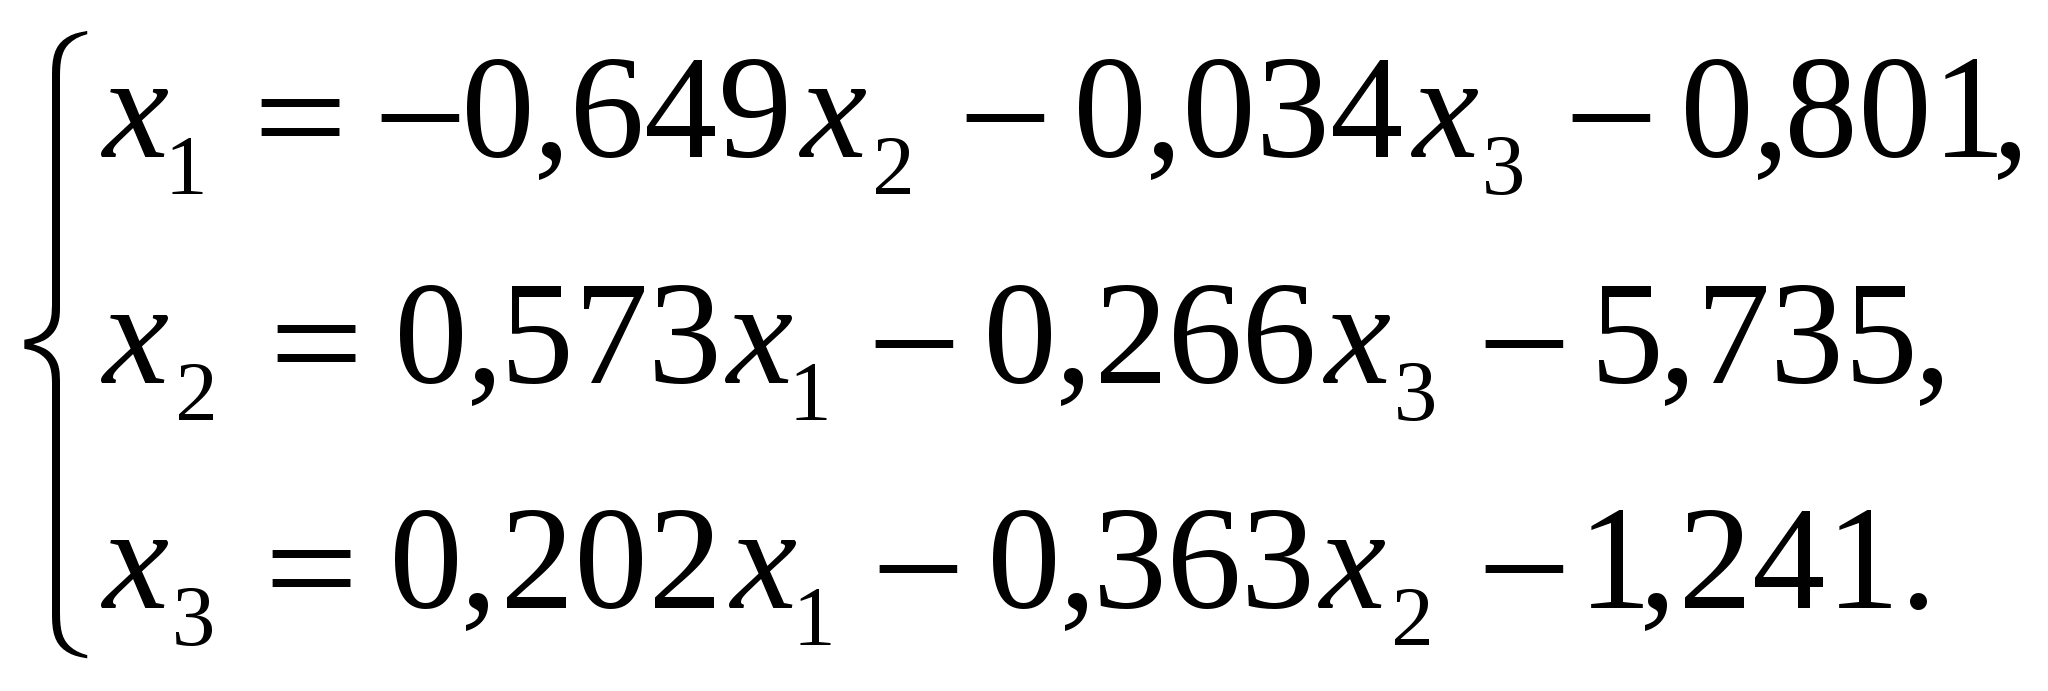 x₁ = −0,649x₂ − 0,034x₃ − 0,801,
x₂ = 0,573x₁ − 0,266x₃ − 5,735,
x₃ = 0,202x₁ − 0,363x₂ − 1,241.